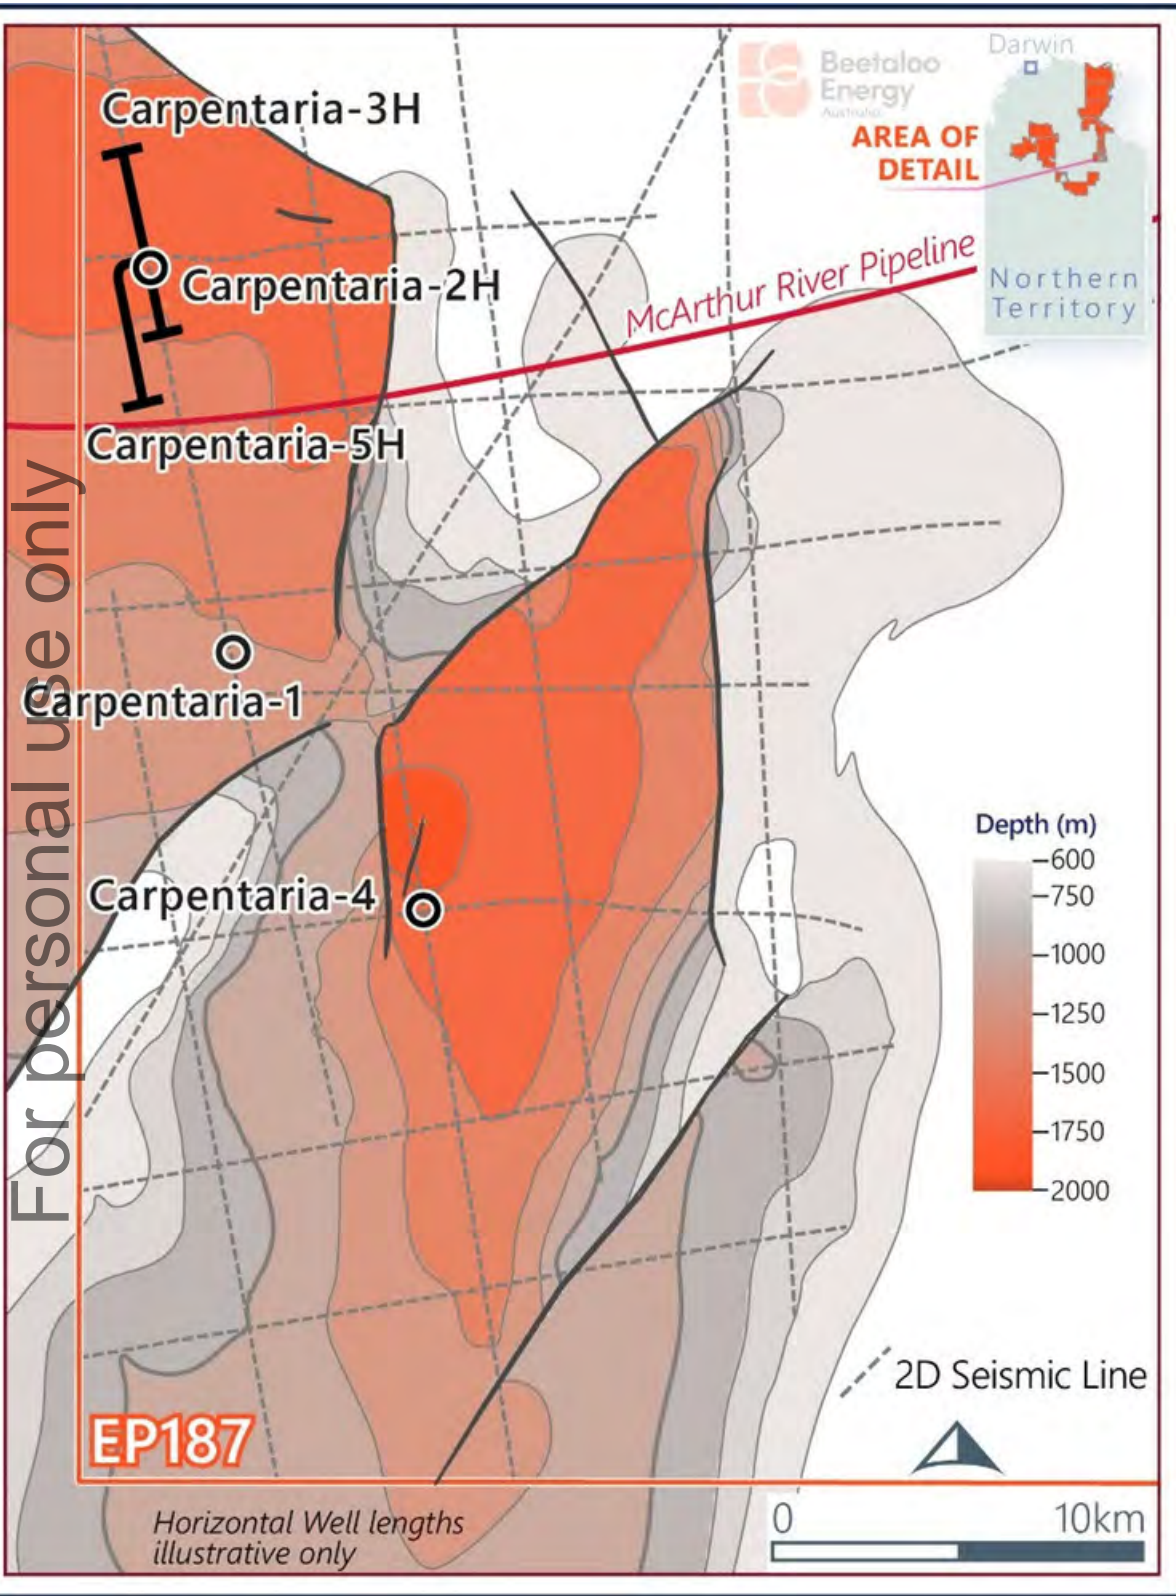 Carpentaria-3H
Beetaloo
Energy
Australia
Darwin
AREA OF
DETAIL
Northern
Territory
McArthur River Pipeline
Carpentaria-2H
Carpentaria-5H
For personal use only
Carpentaria-1
Carpentaria-4
Depth (m)
600
750
1000
1250
1500
1750
2000
2D Seismic Line
EP187
Horizontal Well lengths
illustrative only
0 10km